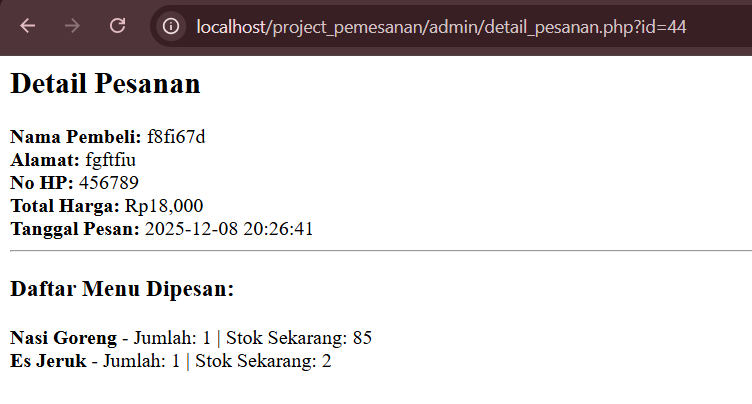 localhost/project_pemesanan/admin/detail_pesanan.php?id=44
Detail Pesanan
Nama Pembeli: f8fi67d
Alamat: fgftfiu
No HP: 456789
Total Harga: Rp18,000
Tanggal Pesan: 2025-12-08 20:26:41
Daftar Menu Dipesan:
Nasi Goreng - Jumlah: 1 | Stok Sekarang: 85
Es Jeruk - Jumlah: 1 | Stok Sekarang: 2